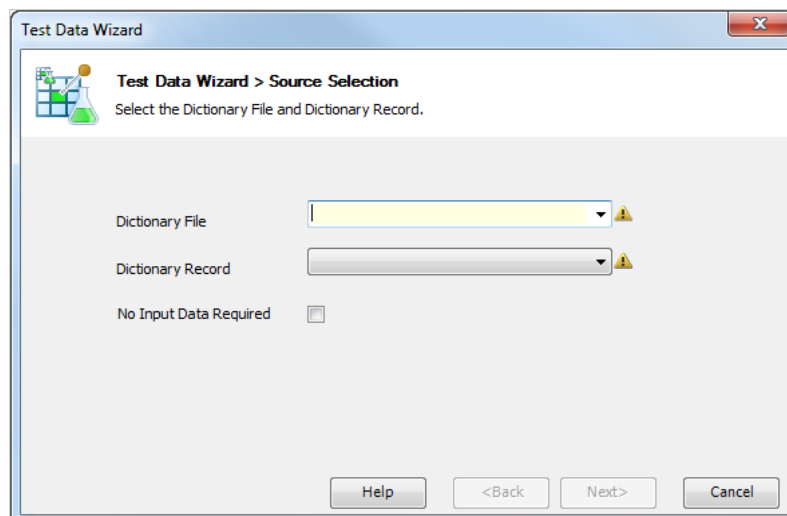 Test Data Wizard
Test Data Wizard > Source Selection
Select the Dictionary File and Dictionary Record.
Dictionary File
Dictionary Record
No Input Data Required
Help <Back Next> Cancel